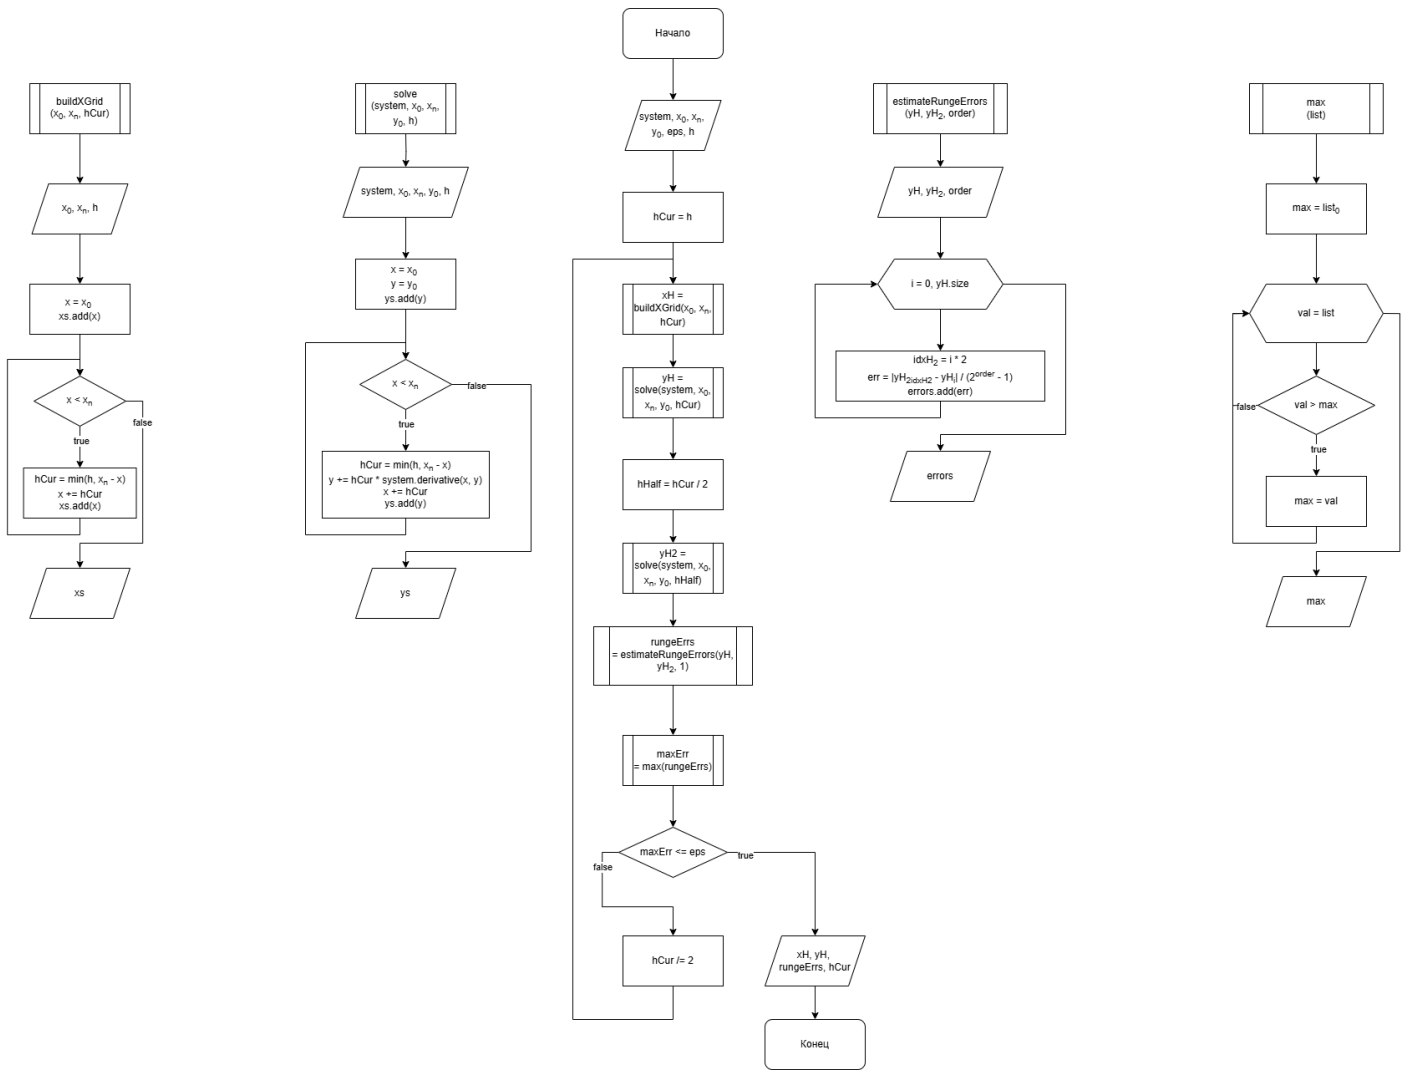 buildXGrid
(x₀, xₙ, hCur)
x₀, xₙ, h
x = x₀
xs.add(x)
x < xₙ
false
true
hCur = min(h, xₙ - x)
x += hCur
xs.add(x)
xs
solve
(system, x₀, xₙ,
y₀, h)
system, x₀, xₙ, y₀, h
x = x₀
y = y₀
ys.add(y)
x < xₙ
false
true
hCur = min(h, xₙ - x)
y += hCur * system.derivative(x, y)
x += hCur
ys.add(y)
ys
Начало
system, x₀, xₙ,
y₀, eps, h
hCur = h
xH =
buildXGrid(x₀, xₙ,
hCur)
yH =
solve(system, x₀,
xₙ, y₀, hCur)
hHalf = hCur / 2
yH2 =
solve(system, x₀,
xₙ, y₀, hHalf)
rungeErrs
= estimateRungeErrors(yH,
yH₂, 1)
maxErr
= max(rungeErrs)
maxErr <= eps
false
true
hCur /= 2
xH, yH,
rungeErrs, hCur
Конец
estimateRungeErrors
(yH, yH₂, order)
yH, yH₂, order
i = 0, yH.size
idxH₂ = i * 2
err = |yH₂idxH2 - yHᵢ| / (2^order - 1)
errors.add(err)
errors
max
(list)
max = list₀
val = list
val > max
false
true
max = val
max